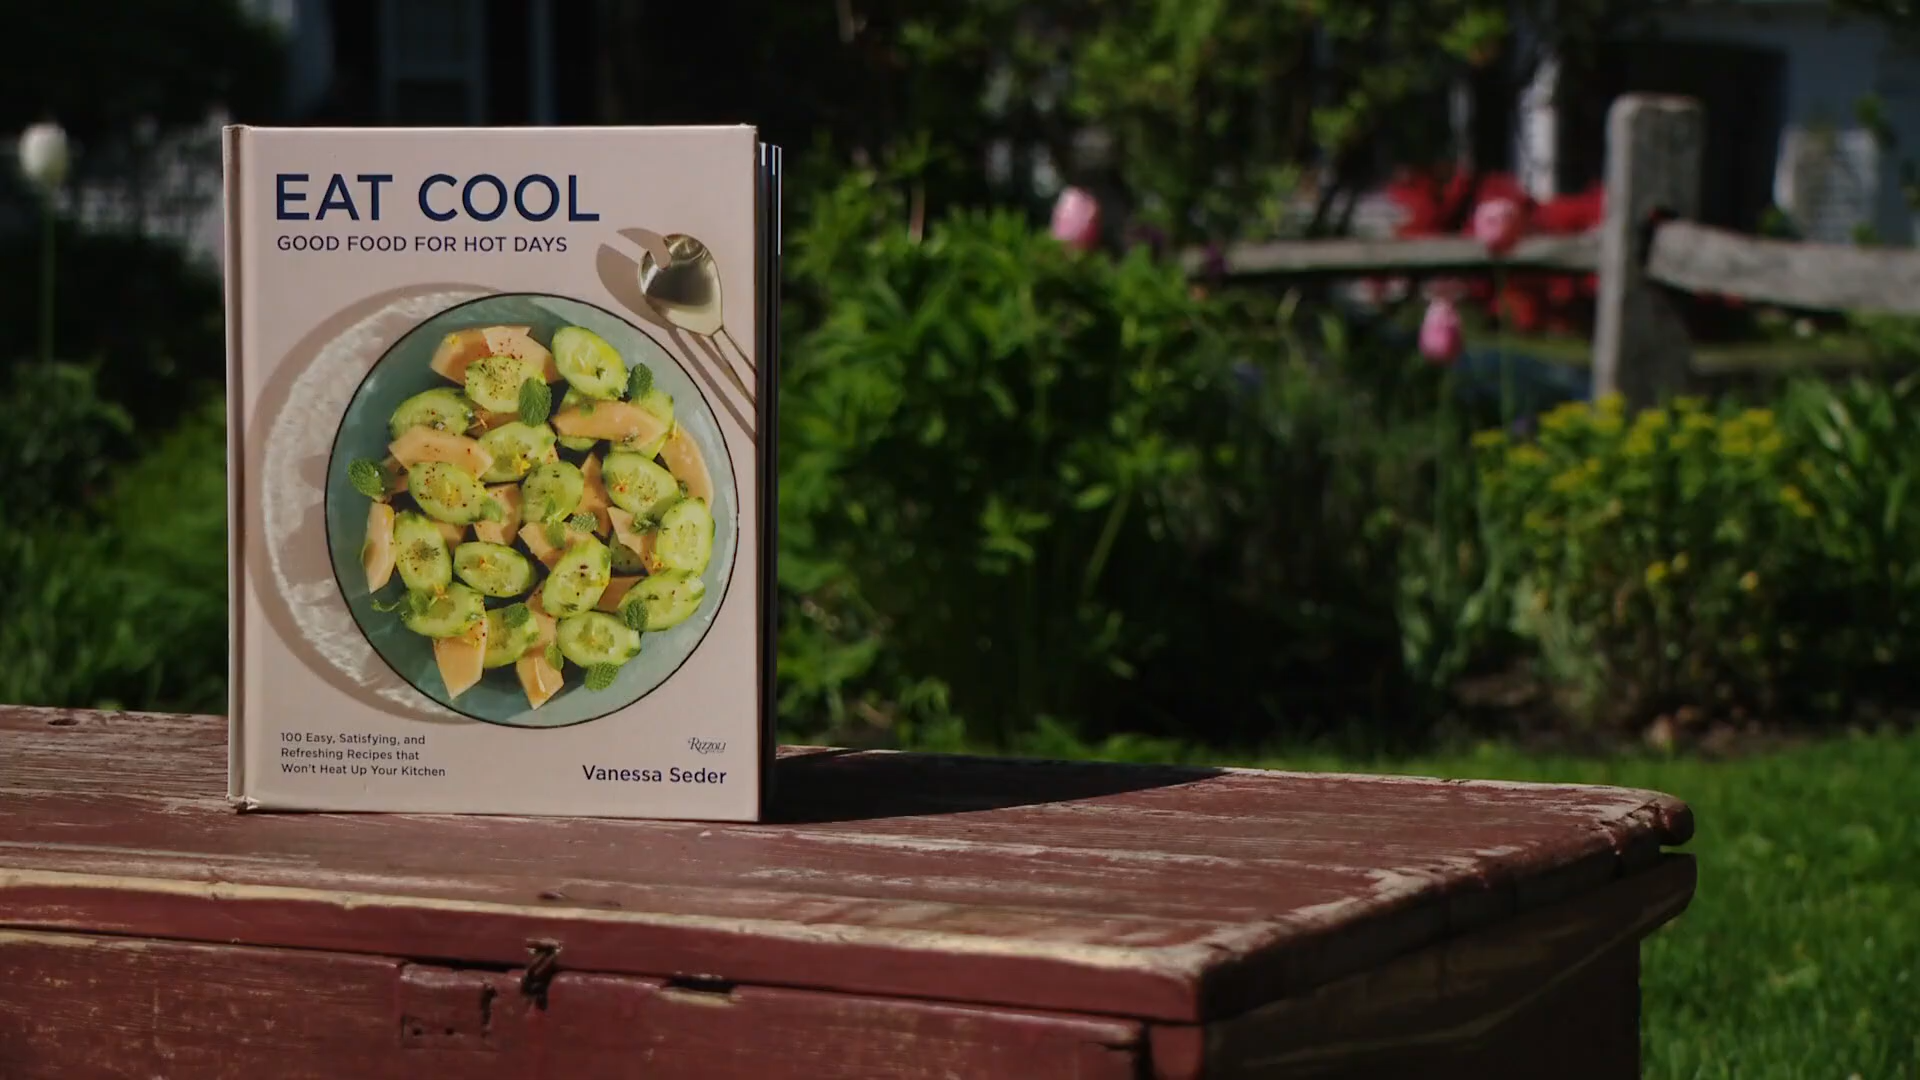 EAT COOL
GOOD FOOD FOR HOT DAYS
100 Easy, Satisfying, and
Refreshing Recipes that
Won't Heat Up Your Kitchen
Rizzoli
Vanessa Seder